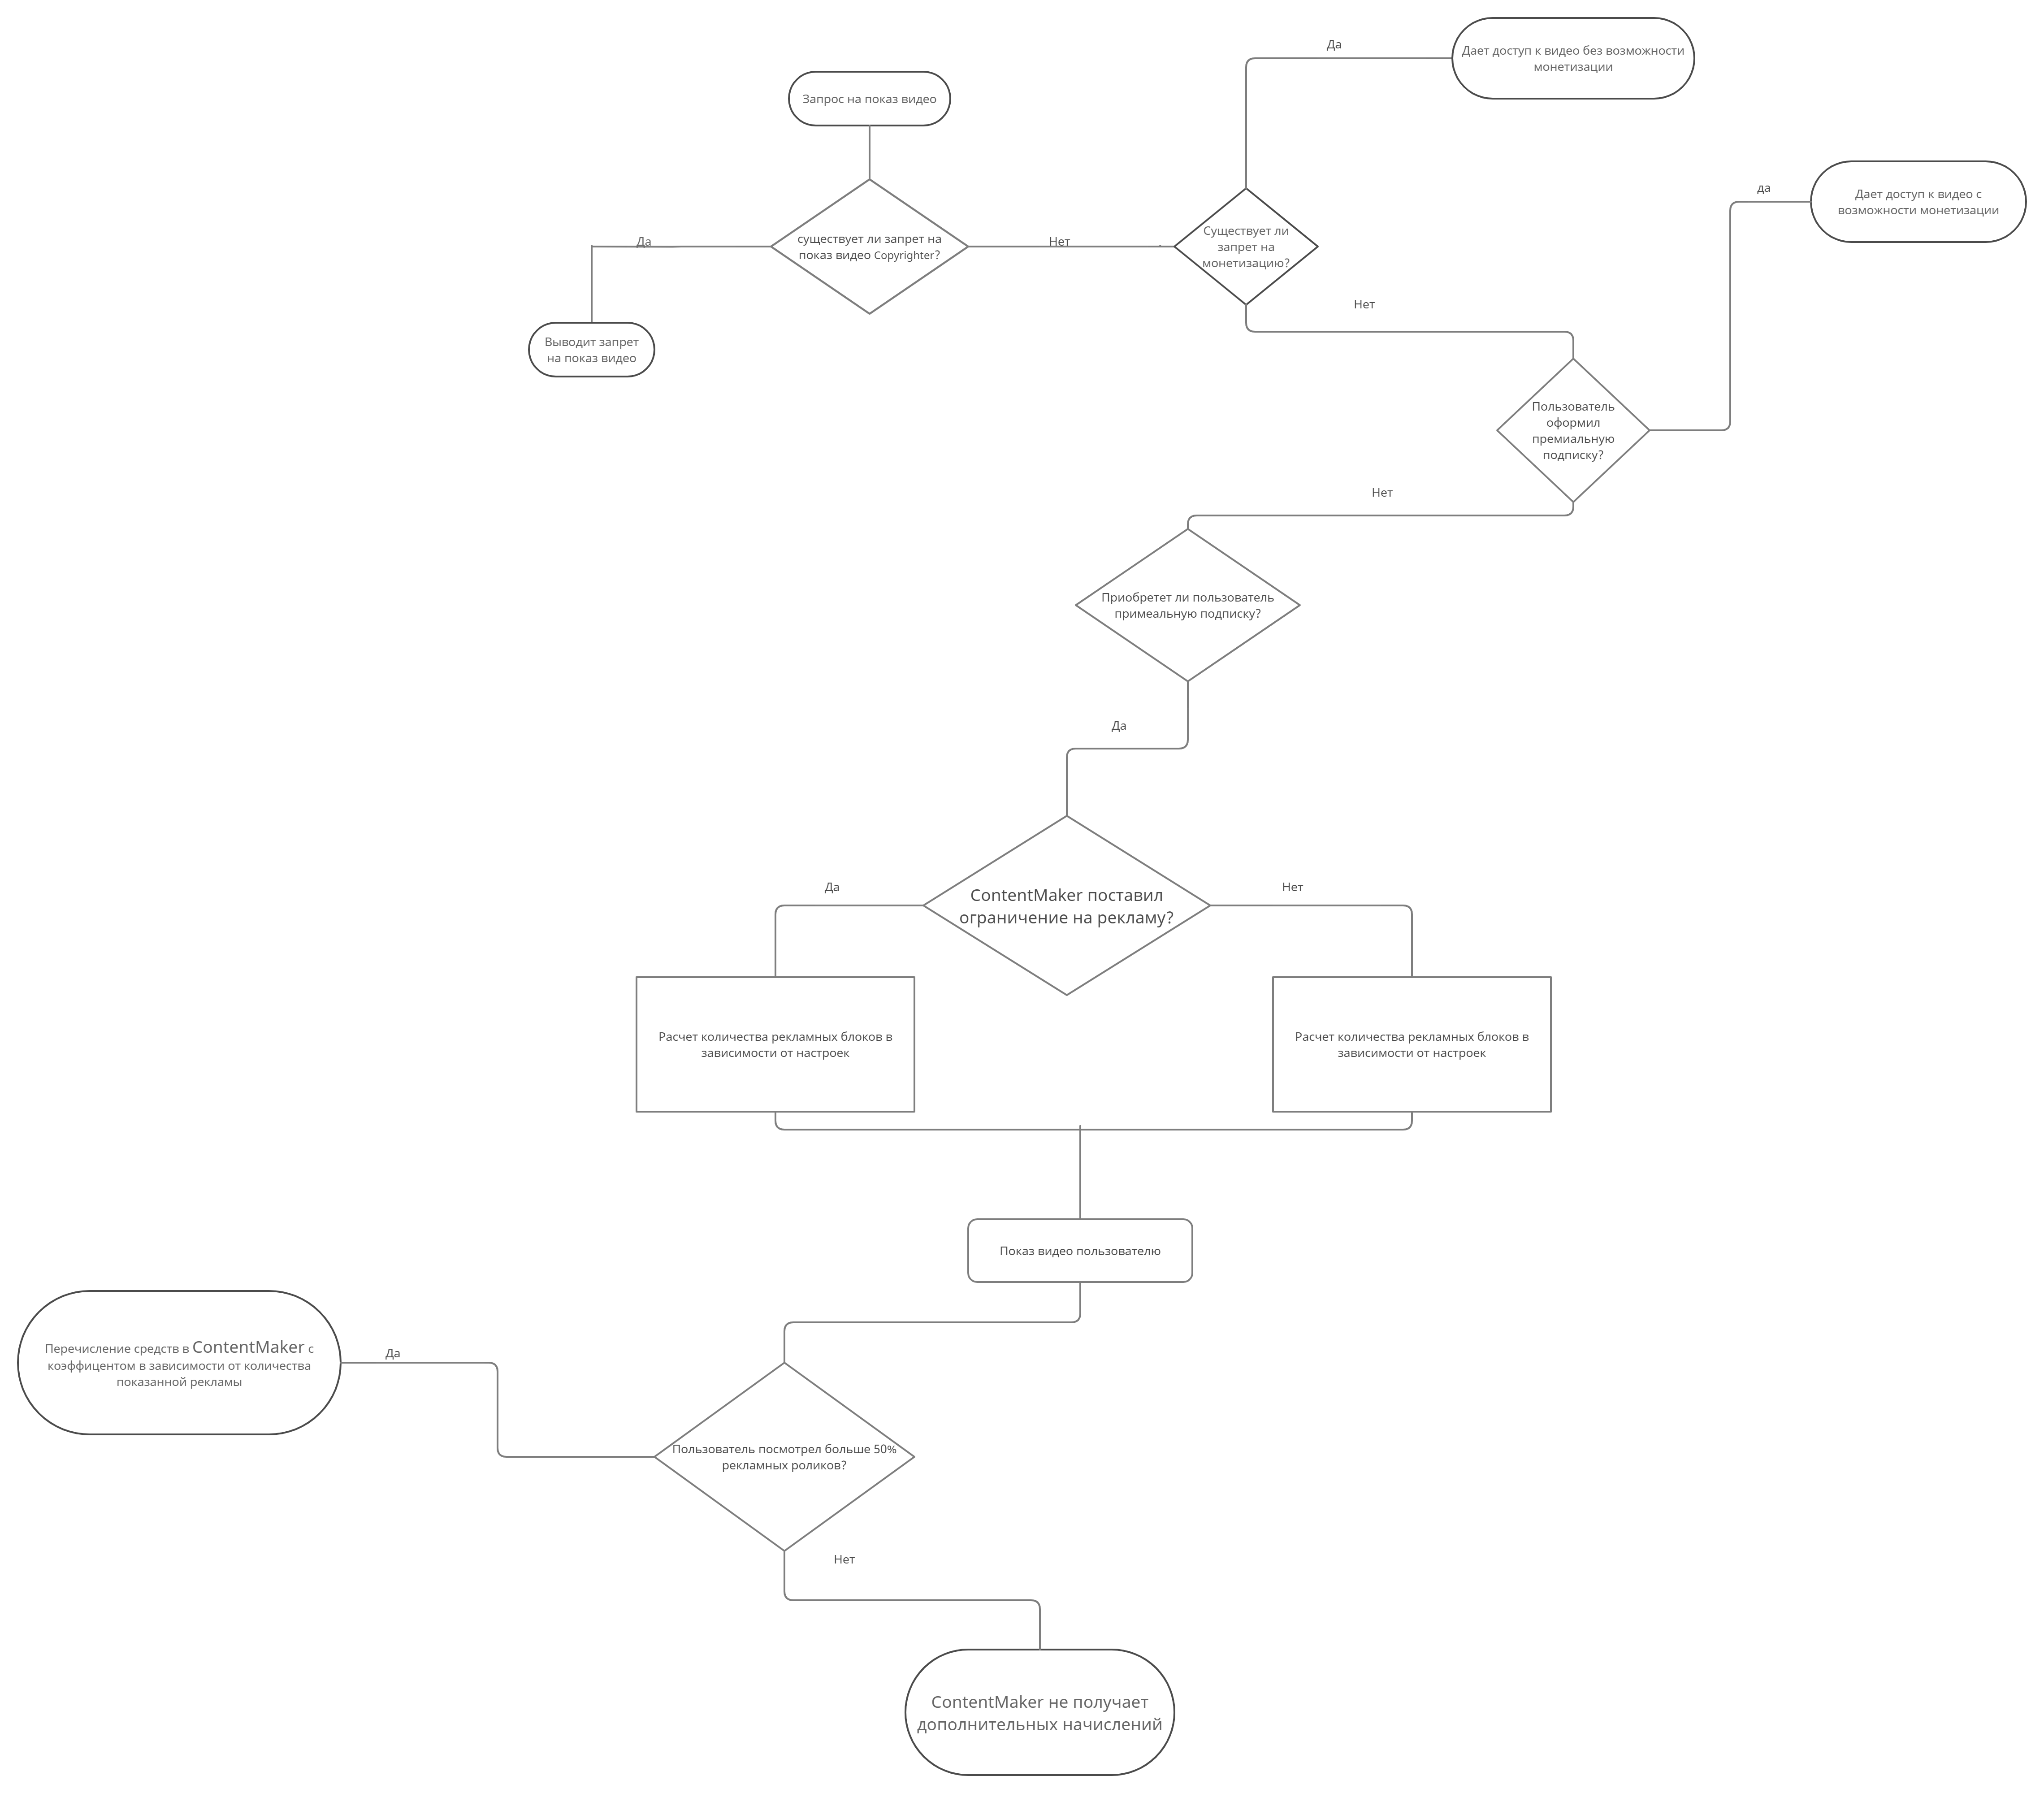 Да
Дает доступ к видео без возможности
монетизации
Запрос на показ видео
да
Дает доступ к видео с
возможности монетизации
Да
существует ли запрет на
показ видео Copyrighter?
Нет
Существует ли
запрет на
монетизацию?
Нет
Выводит запрет
на показ видео
Пользователь
оформил
премиальную
подписку?
Нет
Приобретет ли пользователь
примеальную подписку?
Да
Да
ContentMaker поставил
ограничение на рекламу?
Нет
Расчет количества рекламных блоков в
зависимости от настроек
Расчет количества рекламных блоков в
зависимости от настроек
Показ видео пользователю
Перечисление средств в ContentMaker с
коэффицентом в зависимости от количества
показанной рекламы
Да
Пользователь посмотрел больше 50%
рекламных роликов?
Нет
ContentMaker не получает
дополнительных начислений